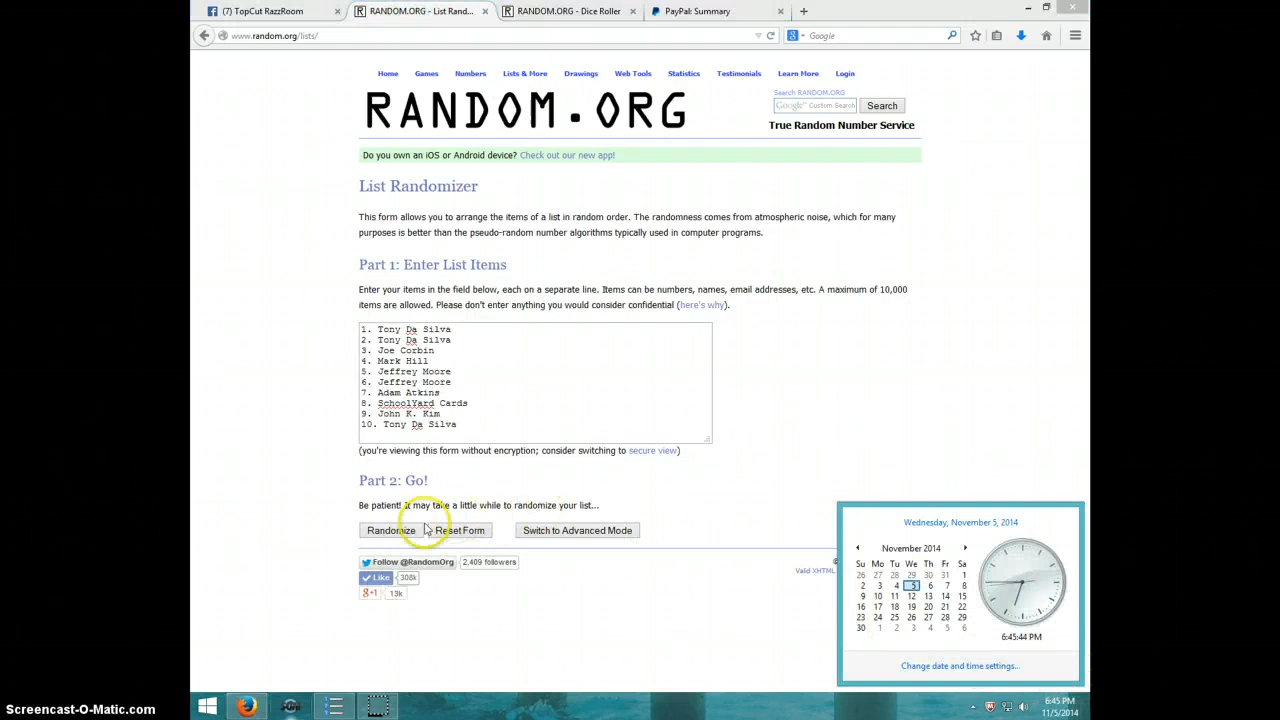 (7) TopCut RazzRoom
RANDOM.ORG - List Rand...
RANDOM.ORG - Dice Roller
PayPal: Summary
www.random.org/lists/
Google
Home Games Numbers Lists & More Drawings Web Tools Statistics Testimonials Learn More Login
RANDOM.ORG
Search RANDOM.ORG
Google™ Custom Search
Search
True Random Number Service
Do you own an iOS or Android device? Check out our new app!
List Randomizer
This form allows you to arrange the items of a list in random order. The randomness comes from atmospheric noise, which for many
purposes is better than the pseudo-random number algorithms typically used in computer programs.
Part 1: Enter List Items
Enter your items in the field below, each on a separate line. Items can be numbers, names, email addresses, etc. A maximum of 10,000
items are allowed. Please don't enter anything you would consider confidential (here's why).
1. Tony Da Silva
2. Tony Da Silva
3. Joe Corbin
4. Mark Hill
5. Jeffrey Moore
6. Jeffrey Moore
7. Adam Atkins
8. SchoolYard Cards
9. John K. Kim
10. Tony Da Silva
(you're viewing this form without encryption; consider switching to secure view)
Part 2: Go!
Be patient! It may take a little while to randomize your list...
Randomize Reset Form Switch to Advanced Mode
Follow @RandomOrg 2,409 followers
Like 308k
g+1 13k
Valid XHTML
Wednesday, November 5, 2014
November 2014
Su Mo Tu We Th Fr Sa
26 27 28 29 30 31 1
2 3 4 5 6 7 8
9 10 11 12 13 14 15
16 17 18 19 20 21 22
23 24 25 26 27 28 29
30 1 2 3 4 5 6
6:45:44 PM
Change date and time settings...
6:45 PM
11/5/2014
Screencast-O-Matic.com